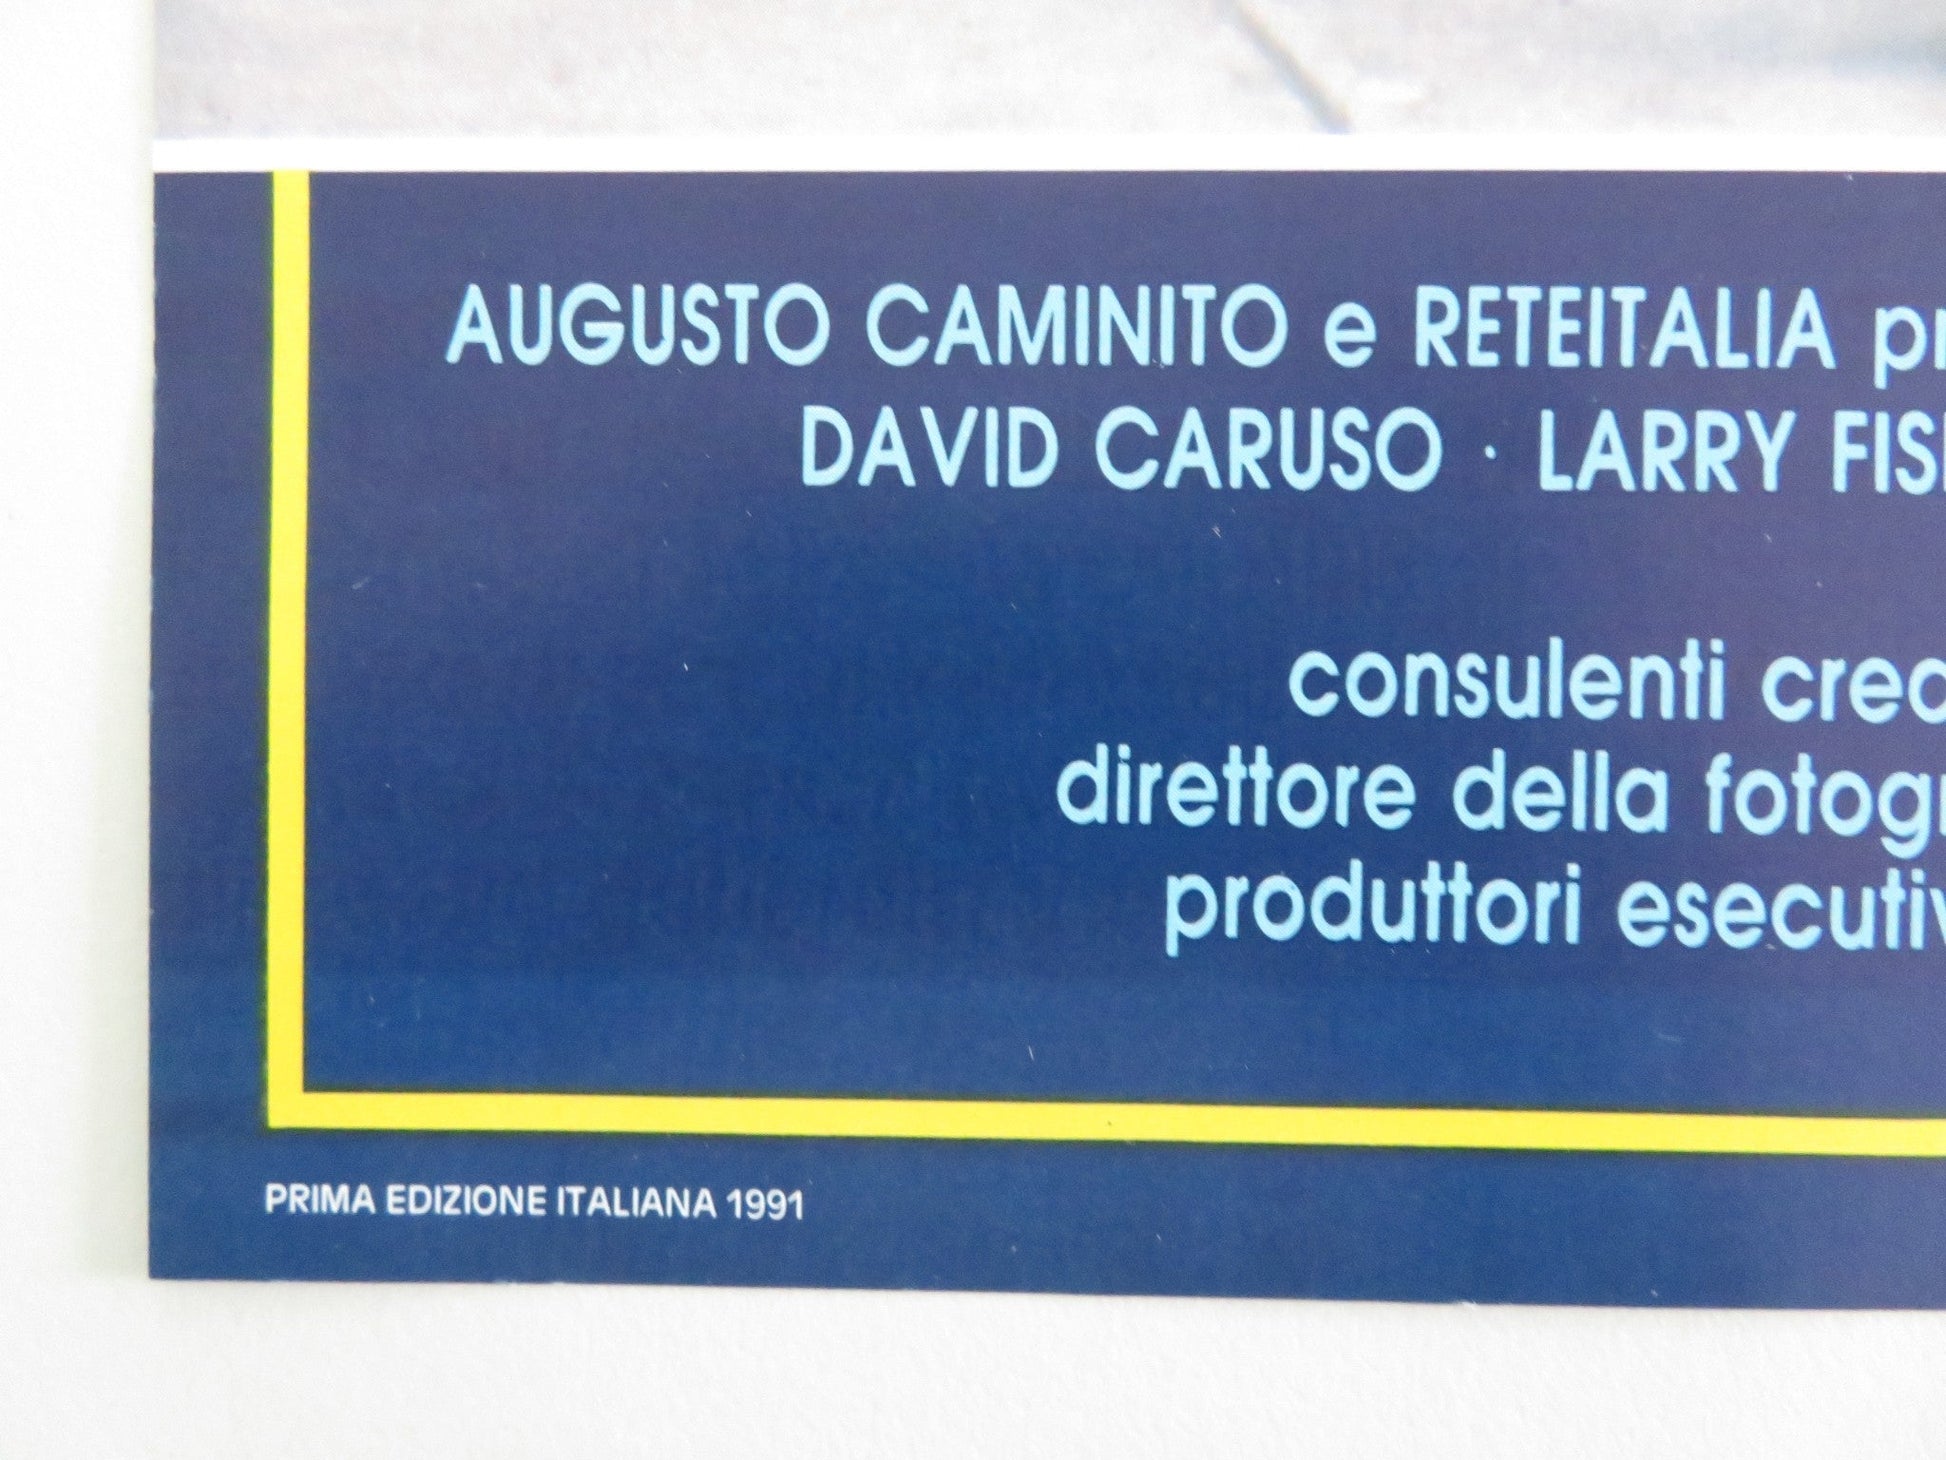 AUGUSTO CAMINITO e RETEITALIA
DAVID CARUSO · LARRY
consulenti
direttore della
produttori
PRIMA EDIZIONE ITALIANA 1991